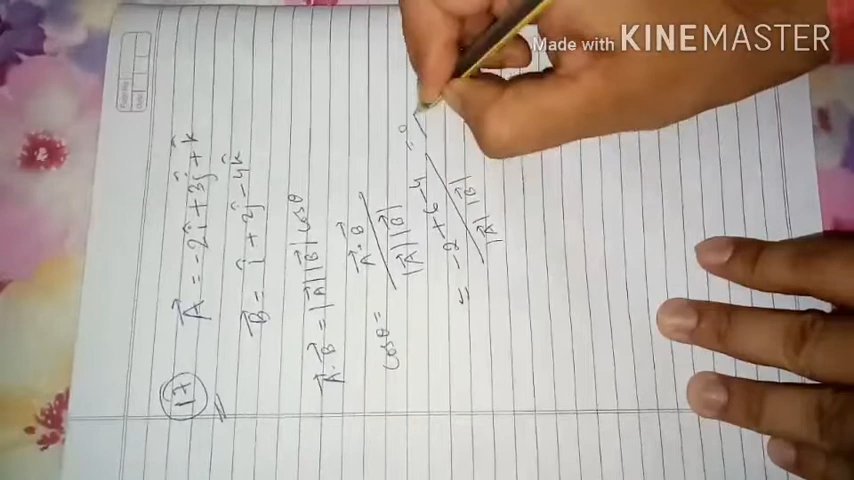 Made with KINEMASTER
17
A⃗ = -2î + 3ĵ + k̂
B⃗ = î + 2ĵ - 4k̂
A⃗ . B⃗ = |A⃗| |B⃗| cosθ
cosθ = A⃗ . B⃗ / |A⃗| |B⃗|
= -2 + 6 - 4 / |A⃗| |B⃗| = 0 /